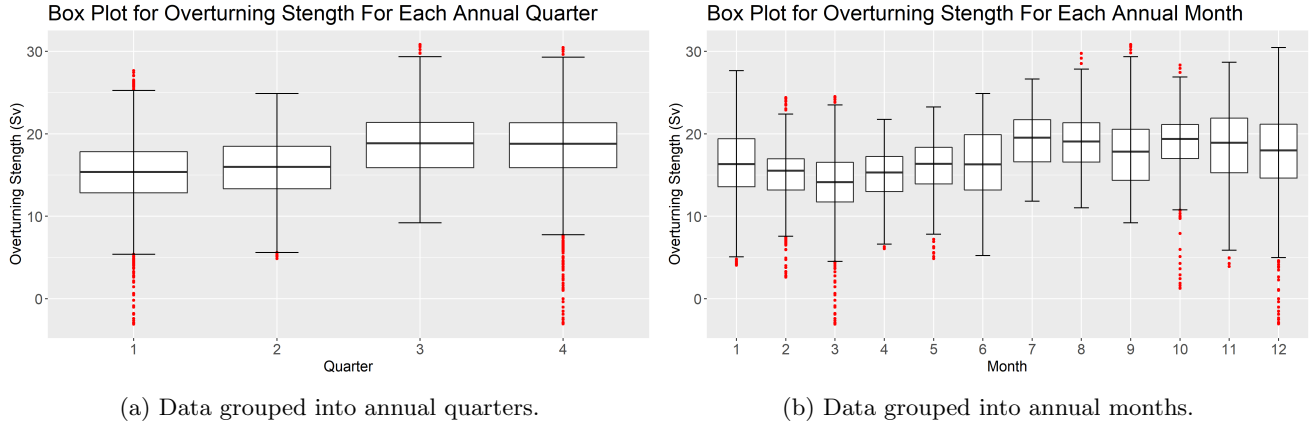 Box Plot for Overturning Stength For Each Annual Quarter
Overturning Stength (Sv)
30
20
10
0
1 2 3 4
Quarter
(a) Data grouped into annual quarters.
Box Plot for Overturning Stength For Each Annual Month
Overturning Stength (Sv)
30
20
10
0
1 2 3 4 5 6 7 8 9 10 11 12
Month
(b) Data grouped into annual months.